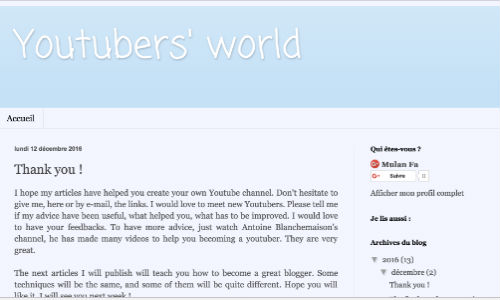 Youtubers' world
Accueil
lundi 12 décembre 2016
Thank you !
I hope my articles have helped you create your own Youtube channel. Don't hesitate to
give me, here or by e-mail, the links. I would love to meet new Youtubers. Please tell me
if my advice have been useful, what helped you, what has to be improved. I would love
to have your feedbacks. To have more advice, just watch Antoine Blanchemaison's
channel, he has made many videos to help you becoming a youtuber. They are very
great.
The next articles I will publish will teach you how to become a great blogger. Some
techniques will be the same, and some of them will be quite different. Hope you will
like it. I will see you next week !
Qui êtes-vous ?
Mulan Fa
G+ Suivre 0
Afficher mon profil complet
Je lis aussi :
Archives du blog
▼ 2016 (13)
▼ décembre (2)
Thank you !